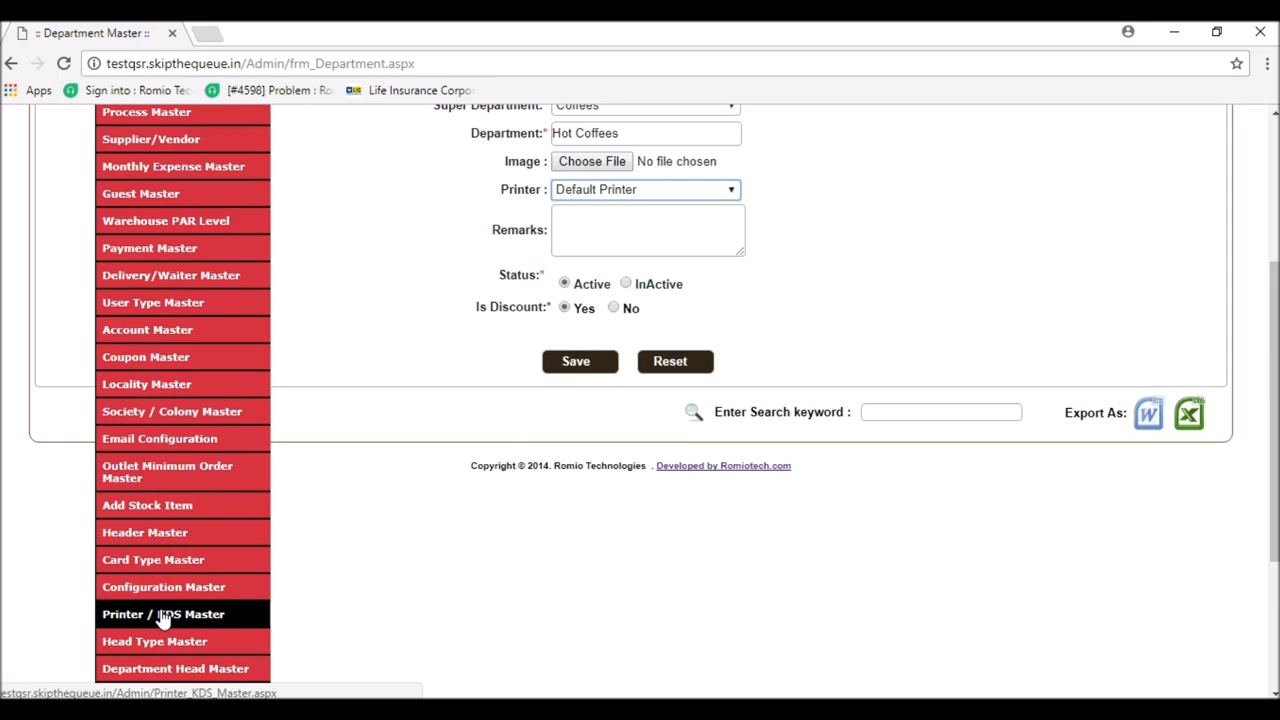 :: Department Master ::
testqsr.skipthequeue.in/Admin/frm_Department.aspx
Apps
Sign into : Romio Tec
[#4598] Problem : Ro
Life Insurance Corpor
Process Master
Supplier/Vendor
Monthly Expense Master
Guest Master
Warehouse PAR Level
Payment Master
Delivery/Waiter Master
User Type Master
Account Master
Coupon Master
Locality Master
Society / Colony Master
Email Configuration
Outlet Minimum Order
Master
Add Stock Item
Header Master
Card Type Master
Configuration Master
Printer / KDS Master
Head Type Master
Department Head Master
Super Department: Coffees
Department:* Hot Coffees
Image : Choose File No file chosen
Printer : Default Printer
Remarks:
Status:* Active InActive
Is Discount:* Yes No
Save Reset
Enter Search keyword :
Export As:
Copyright © 2014. Romio Technologies . Developed by Romiotech.com
testqsr.skipthequeue.in/Admin/Printer_KDS_Master.aspx